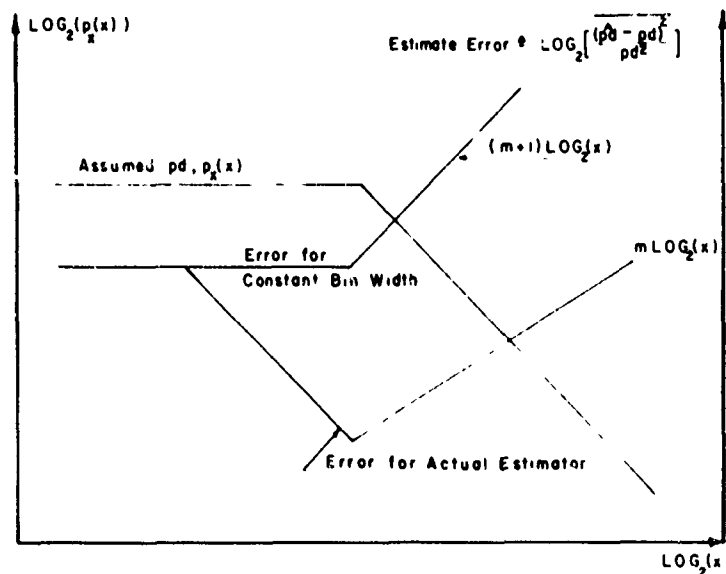 LOG₂(pₓ(x))
Estimate Error LOG₂[(p̂d - pd)² / pd²]
(m+1)LOG₂(x)
Assumed pd, pₓ(x)
mLOG₂(x)
Error for
Constant Bin Width
Error for Actual Estimator
LOG₂(x